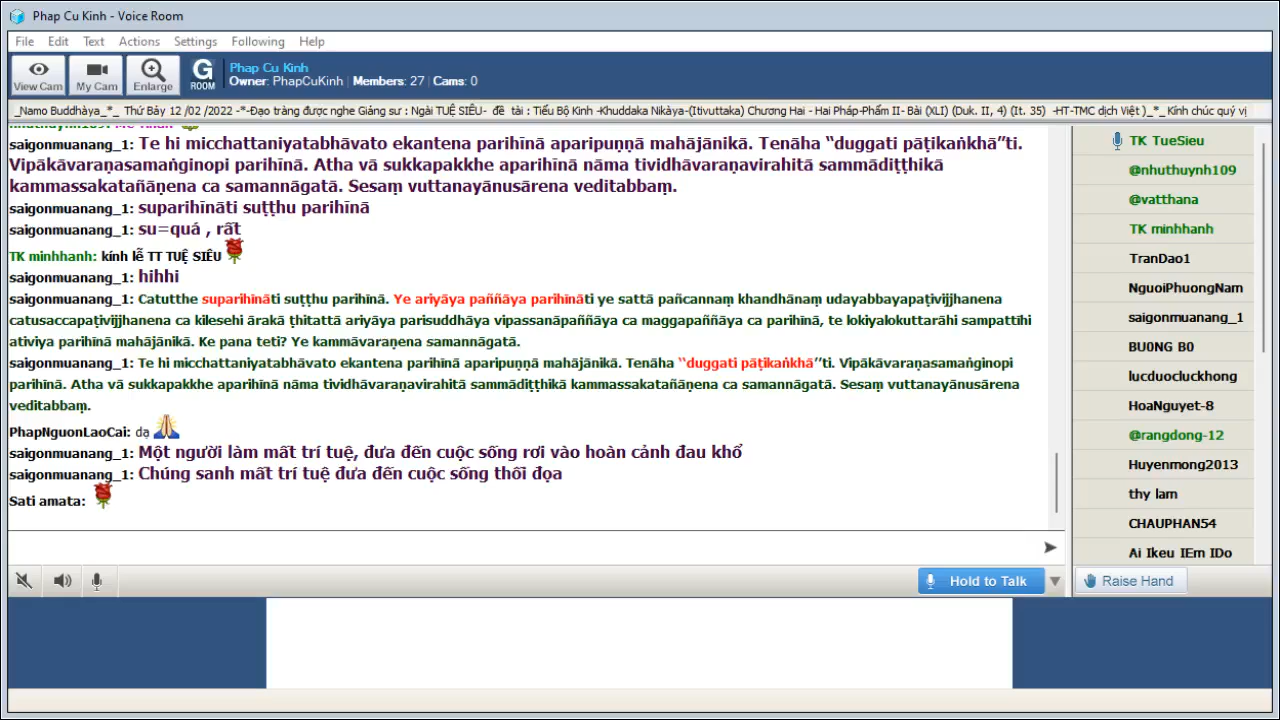 Phap Cu Kinh - Voice Room
File Edit Text Actions Settings Following Help
View Cam My Cam Enlarge G ROOM
Phap Cu Kinh
Owner: PhapCuKinh Members: 27 Cams: 0
_Namo Buddhàya_*_ Thứ Bảy 12 /02 /2022 -*-Đạo tràng được nghe Giảng sư : Ngài TUỆ SIÊU- đề tài : Tiểu Bộ Kinh -Khuddaka Nikàya-(Itivuttaka) Chương Hai - Hai Pháp-Phẩm II- Bài (XLI) (Duk. II, 4) (It. 35) -HT-TMC dịch Việt )_*_ Kính chúc quý vị
saigonmuanang_1: Te hi micchattaniyatabhāvato ekantena parihīnā aparipuṇṇā mahājānikā. Tenāha “duggati pāṭikaṅkhā”ti.
Vipākāvaraṇasamaṅginopi parihīnā. Atha vā sukkapakkhe aparihīnā nāma tividhāvaraṇavirahitā sammādiṭṭhikā
kammassakatañāṇena ca samannāgatā. Sesaṃ vuttanayānusārena veditabbaṃ.
saigonmuanang_1: suparihīnāti suṭṭhu parihīnā
saigonmuanang_1: su=quá , rất
TK minhhanh: kính lễ TT TUỆ SIÊU
saigonmuanang_1: hihhi
saigonmuanang_1: Catutthe suparihīnāti suṭṭhu parihīnā. Ye ariyāya paññāya parihīnāti ye sattā pañcannaṃ khandhānaṃ udayabbayapaṭivijjhanena
catusaccapaṭivijjhanena ca kilesehi ārakā ṭhitattā ariyāya parisuddhāya vipassanāpaññāya ca maggapaññāya ca parihīnā, te lokiyalokuttarāhi sampattīhi
ativiya parihīnā mahājānikā. Ke pana teti? Ye kammāvaraṇena samannāgatā.
saigonmuanang_1: Te hi micchattaniyatabhāvato ekantena parihīnā aparipuṇṇā mahājānikā. Tenāha ‘‘duggati pāṭikaṅkhā’’ti. Vipākāvaraṇasamaṅginopi
parihīnā. Atha vā sukkapakkhe aparihīnā nāma tividhāvaraṇavirahitā sammādiṭṭhikā kammassakatañāṇena ca samannāgatā. Sesaṃ vuttanayānusārena
veditabbaṃ.
PhapNguonLaoCai: dạ
saigonmuanang_1: Một người làm mất trí tuệ, đưa đến cuộc sống rơi vào hoàn cảnh đau khổ
saigonmuanang_1: Chúng sanh mất trí tuệ đưa đến cuộc sống thối đọa
Sati amata:
TK TueSieu
@nhuthuynh109
@vatthana
TK minhhanh
TranDao1
NguoiPhuongNam
saigonmuanang_1
BU0NG B0
lucduocluckhong
HoaNguyet-8
@rangdong-12
Huyenmong2013
thy lam
CHAUPHAN54
Ai Ikeu IEm IDo
Hold to Talk
Raise Hand